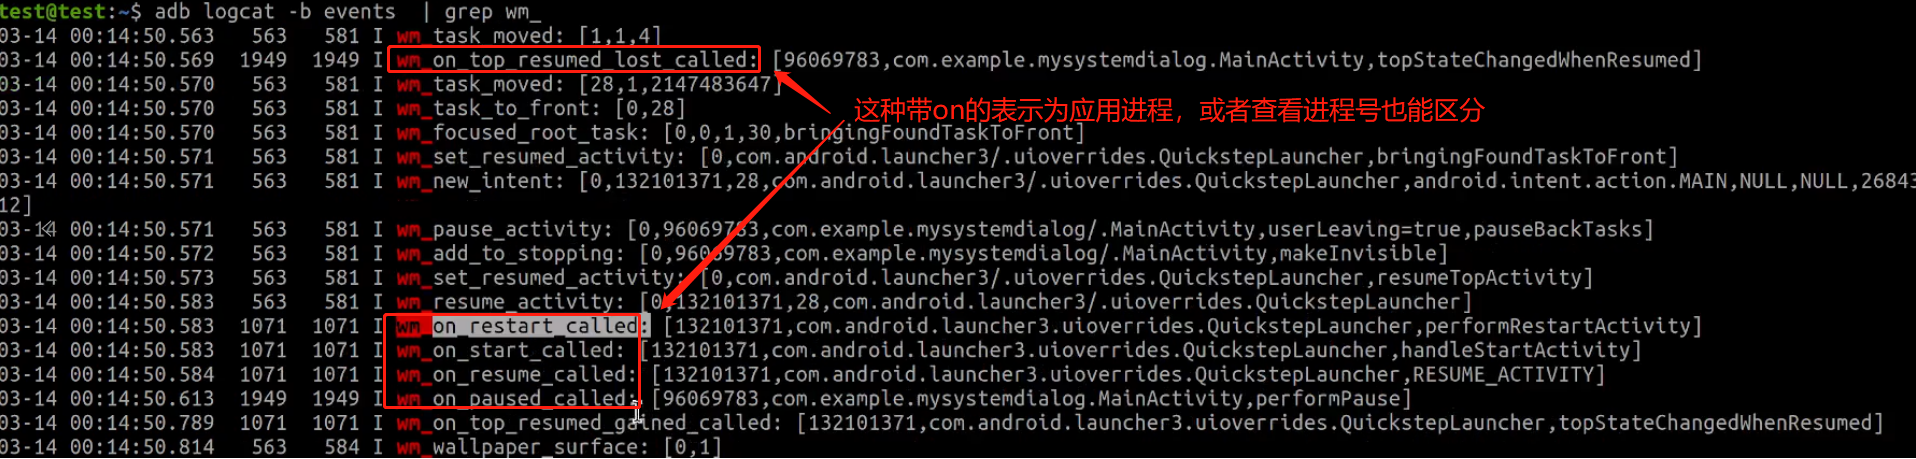 test@test:~$ adb logcat -b events  | grep wm_
03-14 00:14:50.563   563   581 I wm_task_moved: [1,1,4]
03-14 00:14:50.569  1949  1949 I wm_on_top_resumed_lost_called: [96069783,com.example.mysystemdialog.MainActivity,topStateChangedWhenResumed]
03-14 00:14:50.570   563   581 I wm_task_moved: [28,1,2147483647]
03-14 00:14:50.570   563   581 I wm_task_to_front: [0,28]
这种带on的表示为应用进程，或者查看进程号也能区分
03-14 00:14:50.570   563   581 I wm_focused_root_task: [0,0,1,30,bringingFoundTaskToFront]
03-14 00:14:50.571   563   581 I wm_set_resumed_activity: [0,com.android.launcher3/.uioverrides.QuickstepLauncher,bringingFoundTaskToFront]
03-14 00:14:50.571   563   581 I wm_new_intent: [0,132101371,28,com.android.launcher3/.uioverrides.QuickstepLauncher,android.intent.action.MAIN,NULL,NULL,26843
12]
03-14 00:14:50.571   563   581 I wm_pause_activity: [0,96069783,com.example.mysystemdialog/.MainActivity,userLeaving=true,pauseBackTasks]
03-14 00:14:50.572   563   581 I wm_add_to_stopping: [0,96069783,com.example.mysystemdialog/.MainActivity,makeInvisible]
03-14 00:14:50.573   563   581 I wm_set_resumed_activity: [0,com.android.launcher3/.uioverrides.QuickstepLauncher,resumeTopActivity]
03-14 00:14:50.583   563   581 I wm_resume_activity: [0,132101371,28,com.android.launcher3/.uioverrides.QuickstepLauncher]
03-14 00:14:50.583  1071  1071 I wm_on_restart_called: [132101371,com.android.launcher3.uioverrides.QuickstepLauncher,performRestartActivity]
03-14 00:14:50.583  1071  1071 I wm_on_start_called: [132101371,com.android.launcher3.uioverrides.QuickstepLauncher,handleStartActivity]
03-14 00:14:50.584  1071  1071 I wm_on_resume_called: [132101371,com.android.launcher3.uioverrides.QuickstepLauncher,RESUME_ACTIVITY]
03-14 00:14:50.613  1949  1949 I wm_on_paused_called: [96069783,com.example.mysystemdialog.MainActivity,performPause]
03-14 00:14:50.789  1071  1071 I wm_on_top_resumed_gained_called: [132101371,com.android.launcher3.uioverrides.QuickstepLauncher,topStateChangedWhenResumed]
03-14 00:14:50.814   563   584 I wm_wallpaper_surface: [0,1]